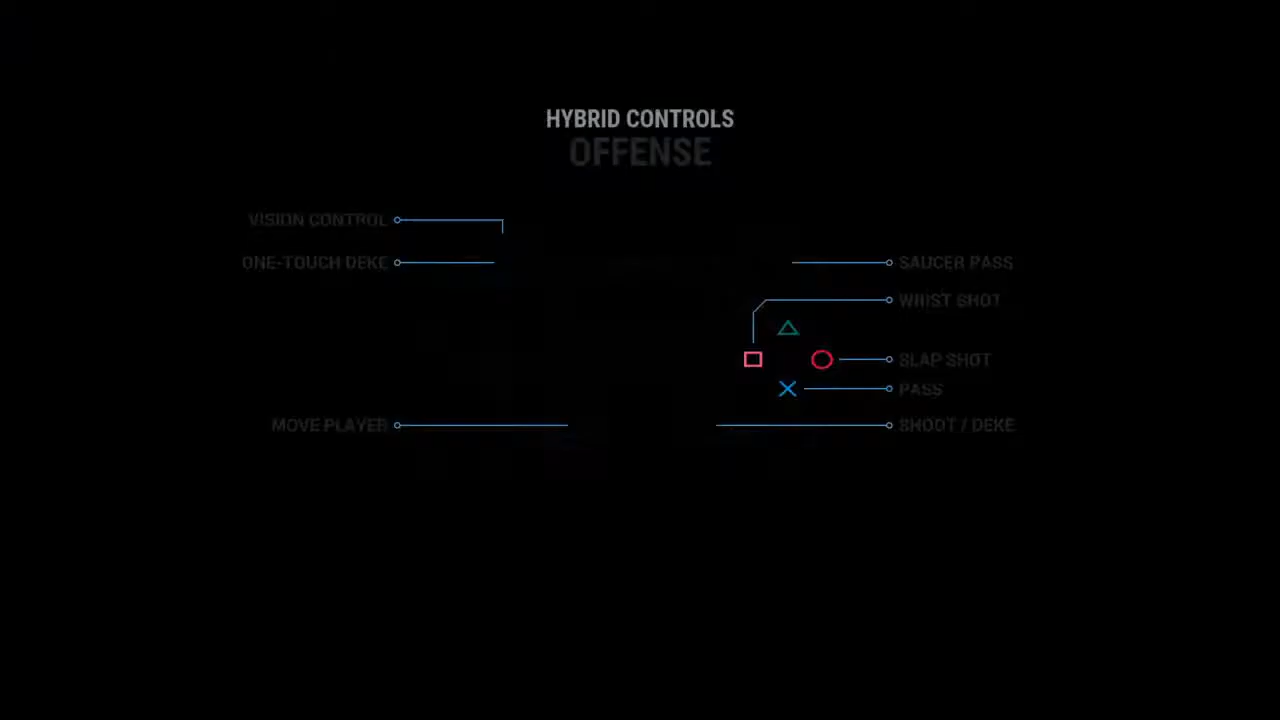 HYBRID CONTROLS
OFFENSE
VISION CONTROL
ONE-TOUCH DEKE
SAUCER PASS
WRIST SHOT
SLAP SHOT
PASS
MOVE PLAYER
SHOOT / DEKE